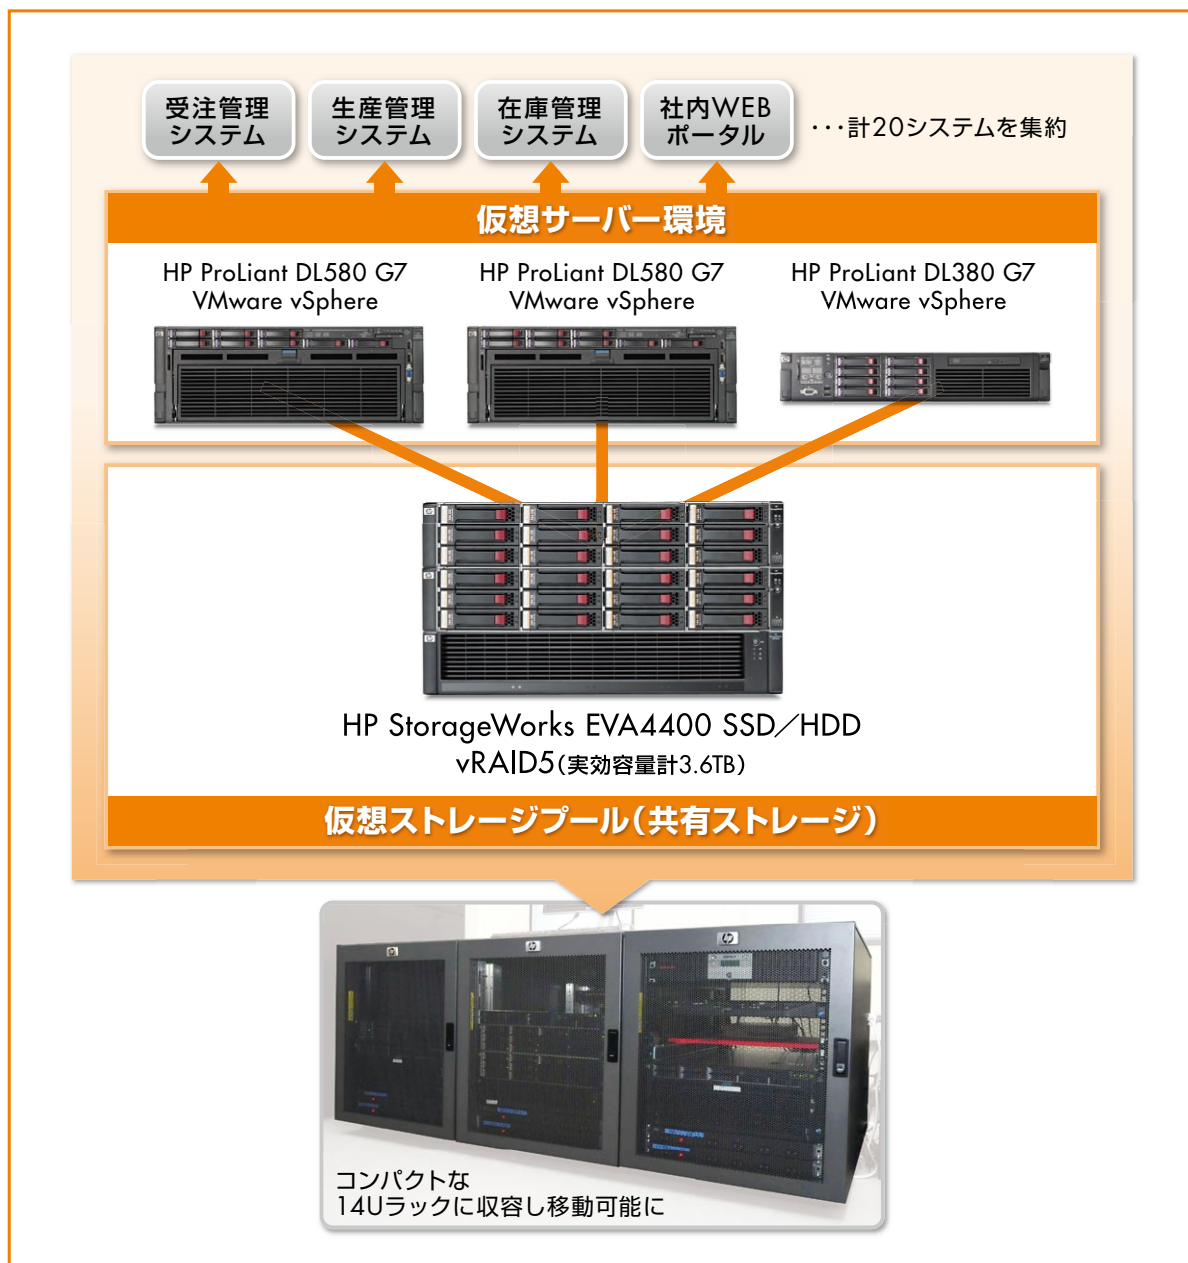 受注管理
システム
生産管理
システム
在庫管理
システム
社内WEB
ポータル
・・・計20システムを集約
仮想サーバー環境
HP ProLiant DL580 G7
VMware vSphere
HP ProLiant DL580 G7
VMware vSphere
HP ProLiant DL380 G7
VMware vSphere
HP StorageWorks EVA4400 SSD／HDD
vRAID5（実効容量計3.6TB）
仮想ストレージプール（共有ストレージ）
コンパクトな
14Uラックに収容し移動可能に